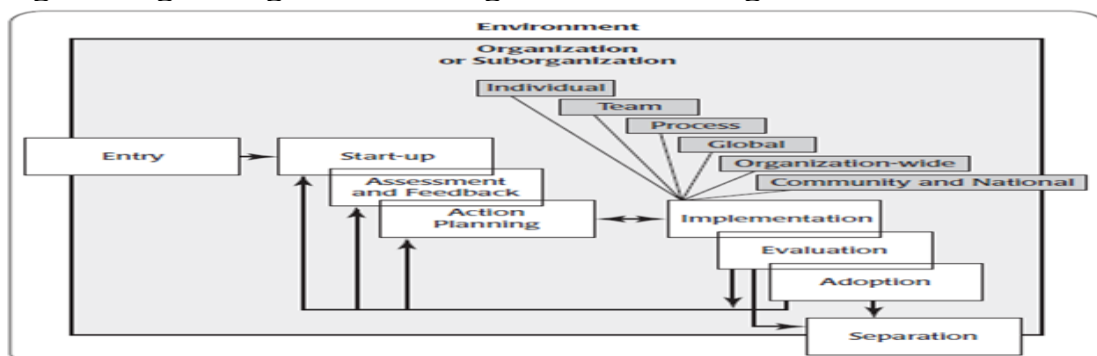 Environment
Organization
or Suborganization
Individual
Team
Process
Global
Organization-wide
Community and National
Entry
Start-up
Assessment
and Feedback
Action
Planning
Implementation
Evaluation
Adoption
Separation